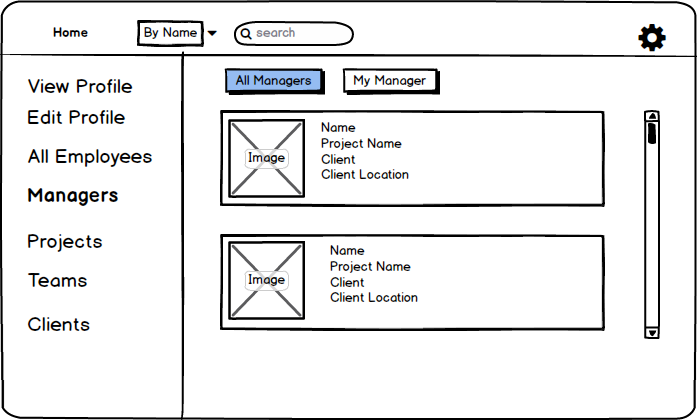 Home
By Name
search
View Profile
Edit Profile
All Employees
Managers
Projects
Teams
Clients
All Managers
My Manager
Image
Name
Project Name
Client
Client Location
Image
Name
Project Name
Client
Client Location